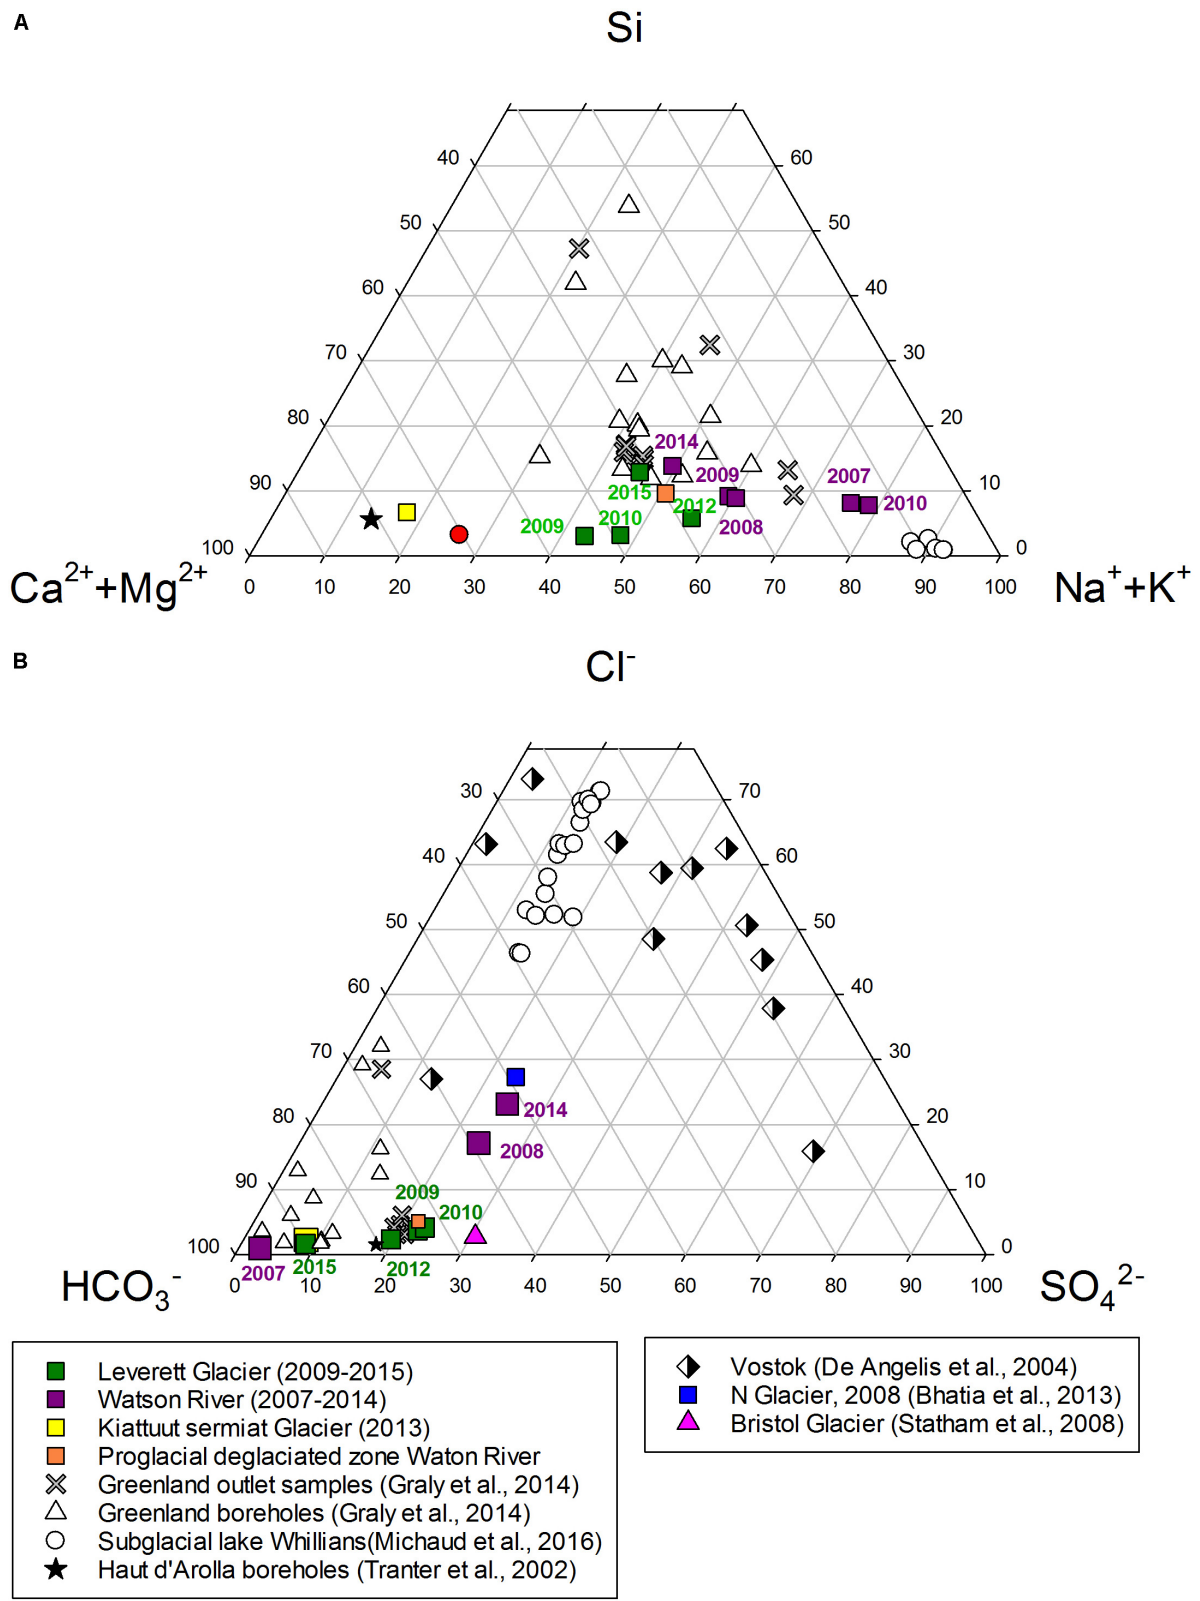 A
Si
40 60
50 50
60 40
70 30
80 20
2014
2009 2007
90 10
2015 2012 2010
2009 2010 2008
100 0
Ca2++Mg2+ 0 10 20 30 40 50 60 70 80 90 100 Na++K+
B
Cl-
30 70
40 60
50 50
60 40
70 30
2014
80 20
2008
90 10
2009
2010
100 0
2007 2015 2012
HCO3- 0 10 20 30 40 50 60 70 80 90 100 SO42-
Leverett Glacier (2009-2015)
Watson River (2007-2014)
Kiattuut sermiat Glacier (2013)
Proglacial deglaciated zone Waton River
Greenland outlet samples (Graly et al., 2014)
Greenland boreholes (Graly et al., 2014)
Subglacial lake Whillians(Michaud et al., 2016)
Haut d'Arolla boreholes (Tranter et al., 2002)
Vostok (De Angelis et al., 2004)
N Glacier, 2008 (Bhatia et al., 2013)
Bristol Glacier (Statham et al., 2008)